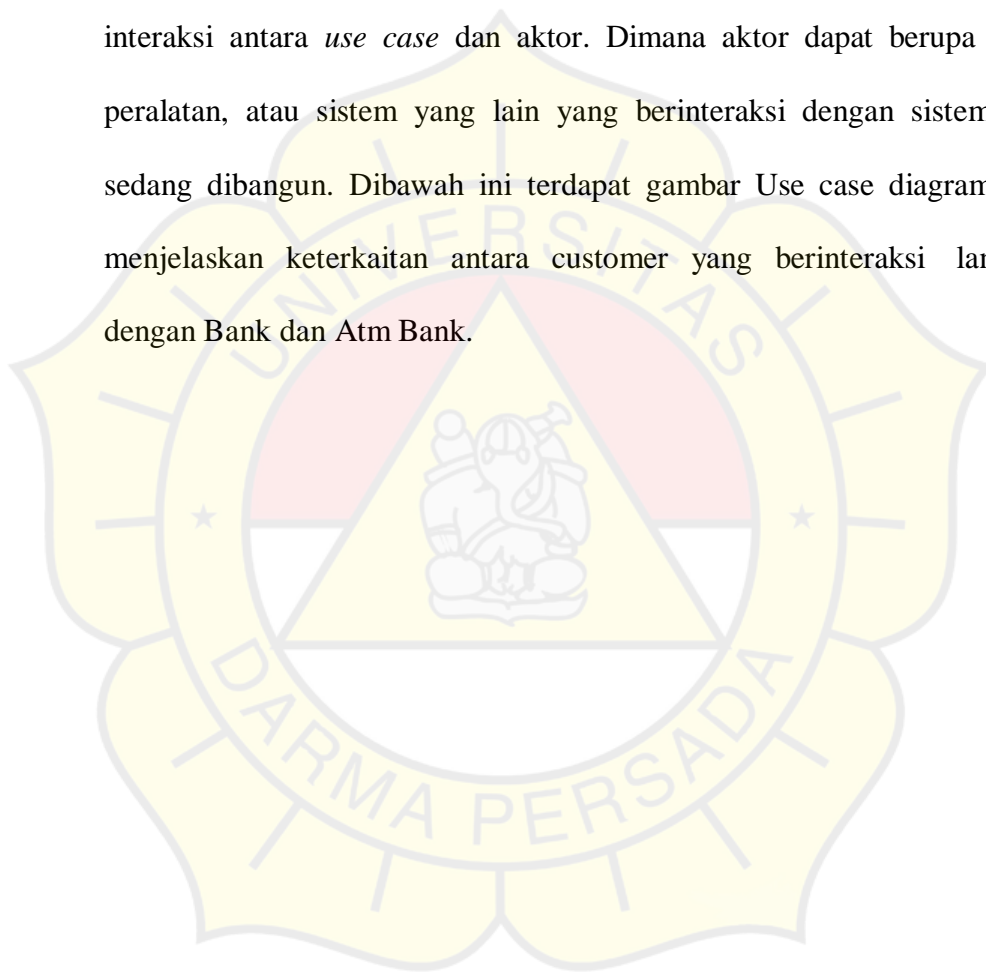 interaksi antara use case dan aktor. Dimana aktor dapat berupa
peralatan, atau sistem yang lain yang berinteraksi dengan sistem
sedang dibangun. Dibawah ini terdapat gambar Use case diagram
menjelaskan keterkaitan antara customer yang berinteraksi
dengan Bank dan Atm Bank.
UNIVERSITAS
DARMA PERSADA